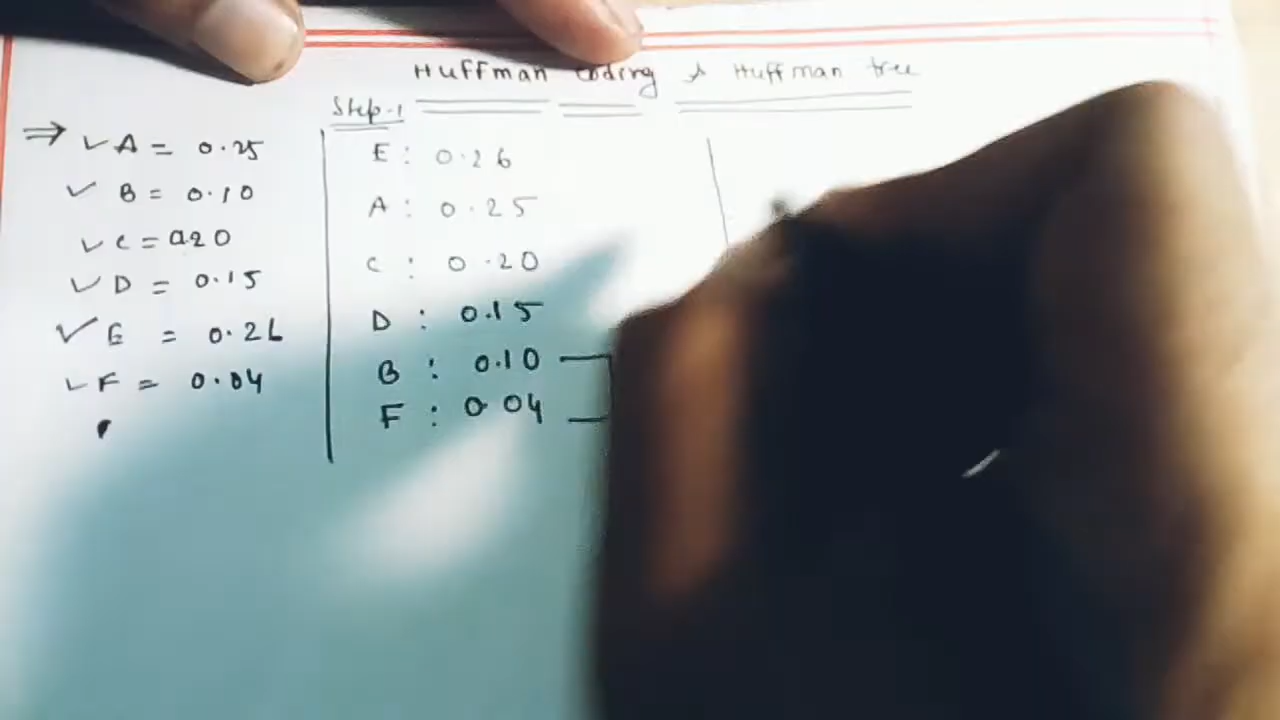 Huffman coding & Huffman tree
Step-1
⇒ ✓ A = 0.25
✓ B = 0.10
✓ C = 0.20
✓ D = 0.15
✓ E = 0.26
✓ F = 0.04
E : 0.26
A : 0.25
C : 0.20
D : 0.15
B : 0.10
F : 0.04